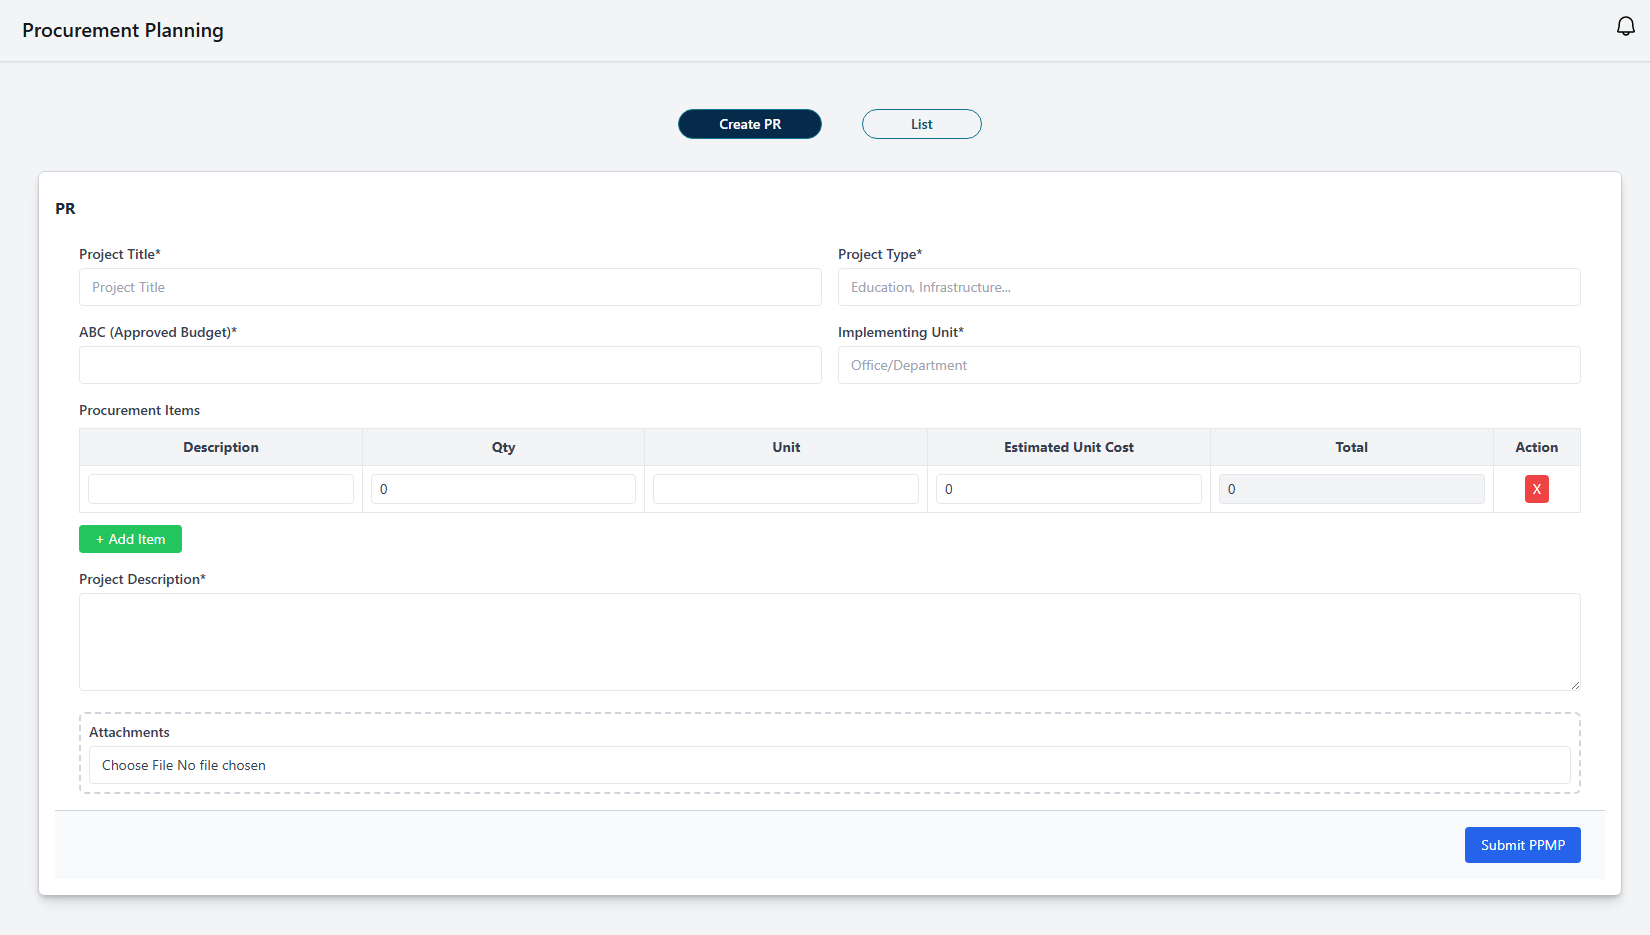 Procurement Planning
Create PR List
PR
Project Title* Project Type*
Project Title Education, Infrastructure...
ABC (Approved Budget)* Implementing Unit*
Office/Department
Procurement Items
Description Qty Unit Estimated Unit Cost Total Action
0 0 0 X
+ Add Item
Project Description*
Attachments
Choose File No file chosen
Submit PPMP